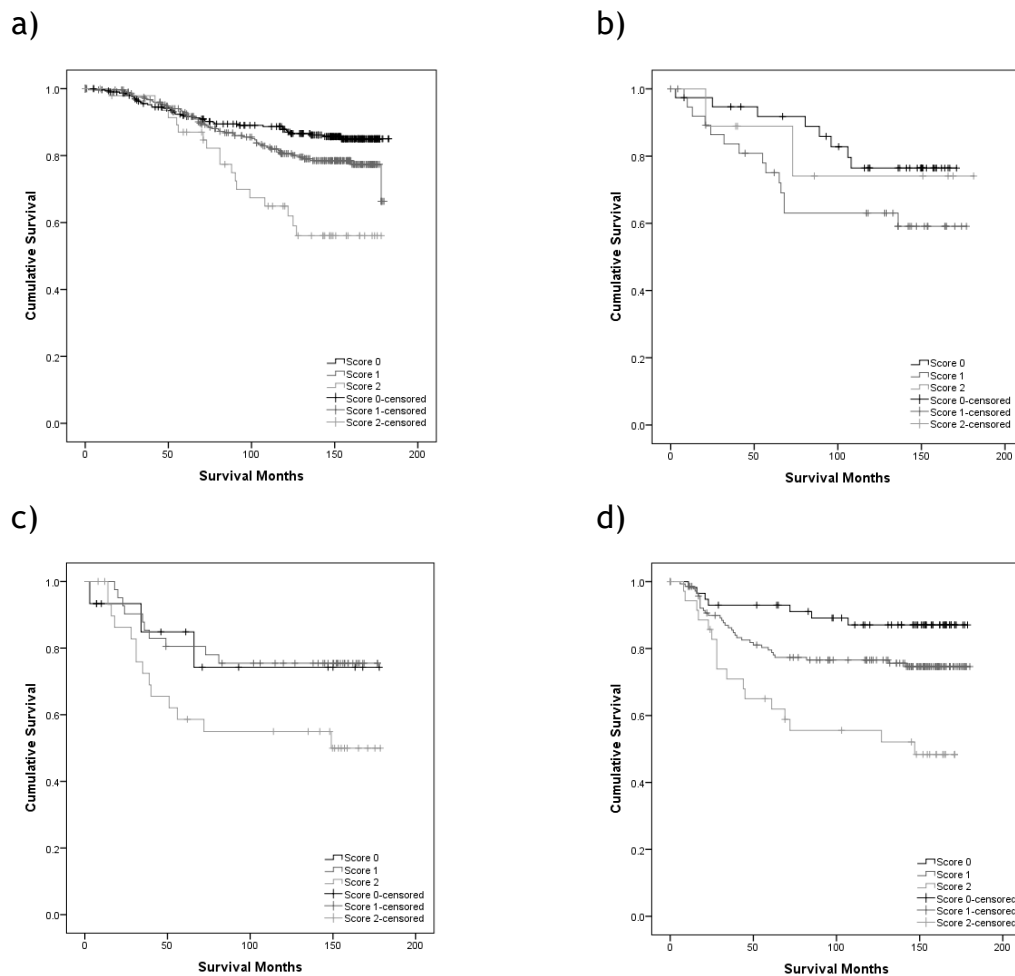 a)
Cumulative Survival
1.0
0.8
0.6
0.4
0.2
0.0
Score 0
Score 1
Score 2
Score 0-censored
Score 1-censored
Score 2-censored
0 50 100 150 200
Survival Months
b)
Cumulative Survival
1.0
0.8
0.6
0.4
0.2
0.0
Score 0
Score 1
Score 2
Score 0-censored
Score 1-censored
Score 2-censored
0 50 100 150 200
Survival Months
c)
Cumulative Survival
1.0
0.8
0.6
0.4
0.2
0.0
Score 0
Score 1
Score 2
Score 0-censored
Score 1-censored
Score 2-censored
0 50 100 150 200
Survival Months
d)
Cumulative Survival
1.0
0.8
0.6
0.4
0.2
0.0
Score 0
Score 1
Score 2
Score 0-censored
Score 1-censored
Score 2-censored
0 50 100 150 200
Survival Months